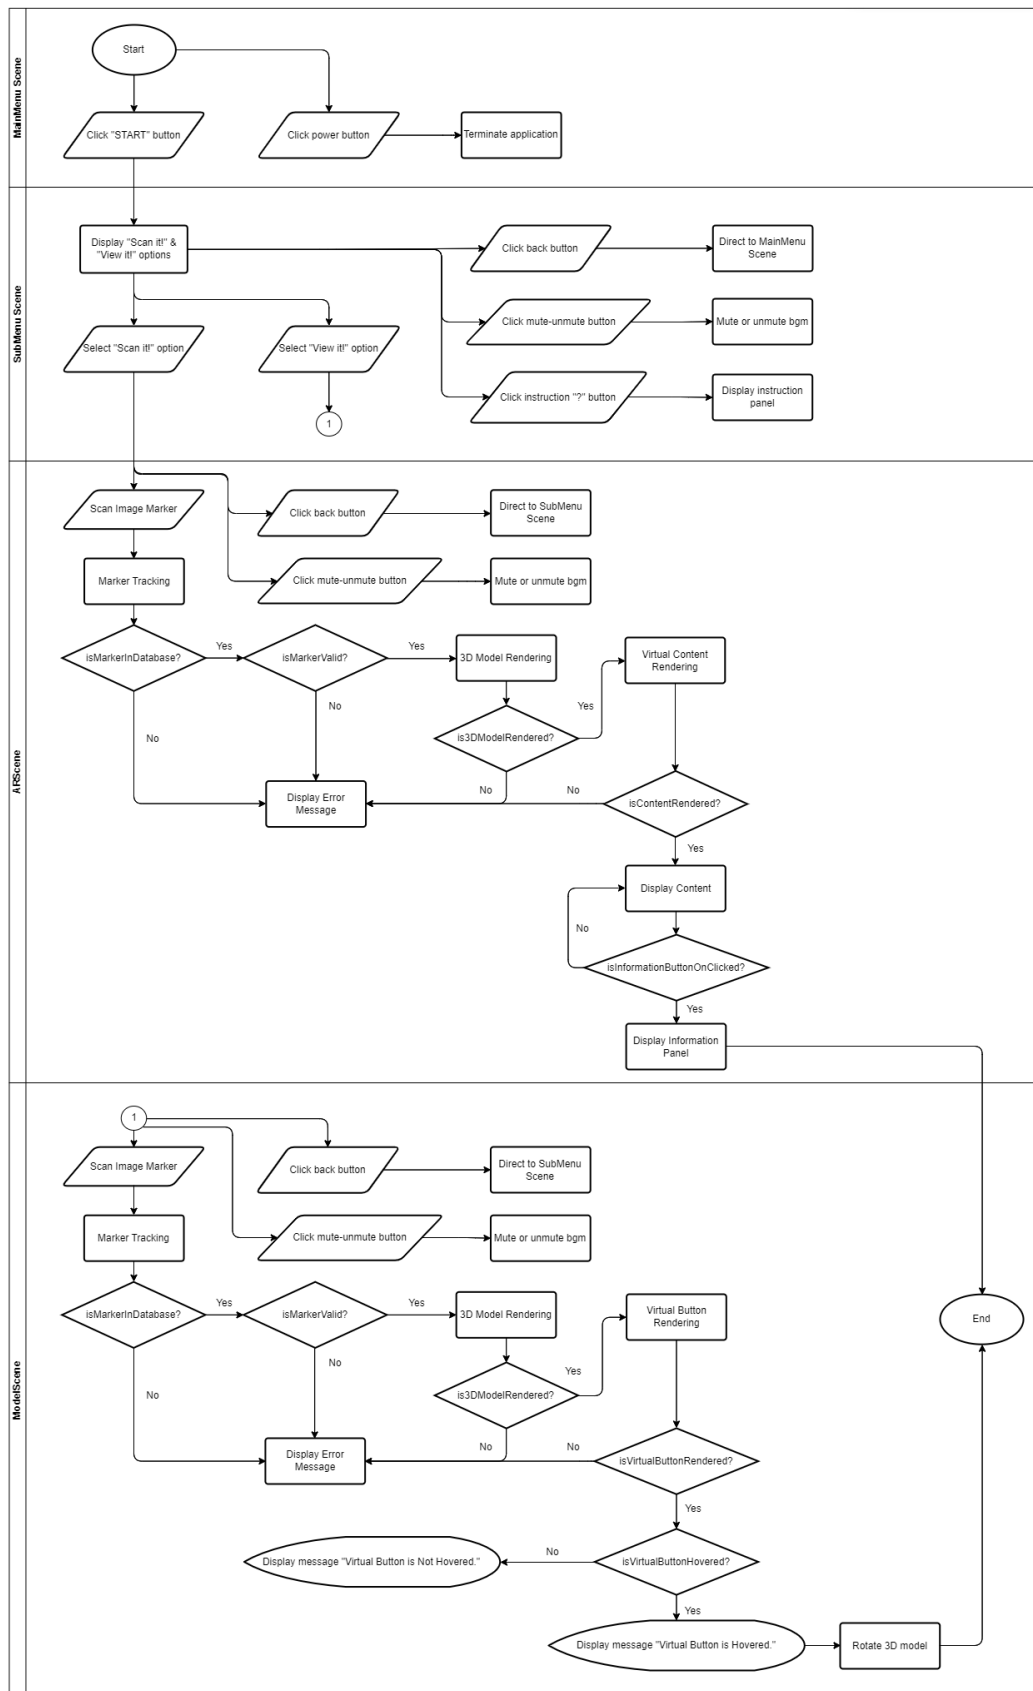 MainMenu Scene
Start
Click "START" button
Click power button
Terminate application
SubMenu Scene
Display "Scan it!" &
"View it!" options
Click back button
Direct to MainMenu
Scene
Click mute-unmute button
Mute or unmute bgm
Select "Scan it!" option
Select "View it!" option
Click instruction "?" button
Display instruction
panel
1
ARScene
Scan Image Marker
Click back button
Direct to SubMenu
Scene
Marker Tracking
Click mute-unmute button
Mute or unmute bgm
isMarkerInDatabase?
Yes
isMarkerValid?
Yes
3D Model Rendering
Virtual Content
Rendering
No
No
is3DModelRendered?
Yes
Display Error
Message
No
No
isContentRendered?
Yes
Display Content
No
isInformationButtonOnClicked?
Yes
Display Information
Panel
ModelScene
1
Scan Image Marker
Click back button
Direct to SubMenu
Scene
Marker Tracking
Click mute-unmute button
Mute or unmute bgm
isMarkerInDatabase?
Yes
isMarkerValid?
Yes
3D Model Rendering
Virtual Button
Rendering
End
No
No
is3DModelRendered?
Yes
Display Error
Message
No
No
isVirtualButtonRendered?
Yes
Display message "Virtual Button is Not Hovered."
No
isVirtualButtonHovered?
Yes
Display message "Virtual Button is Hovered."
Rotate 3D model